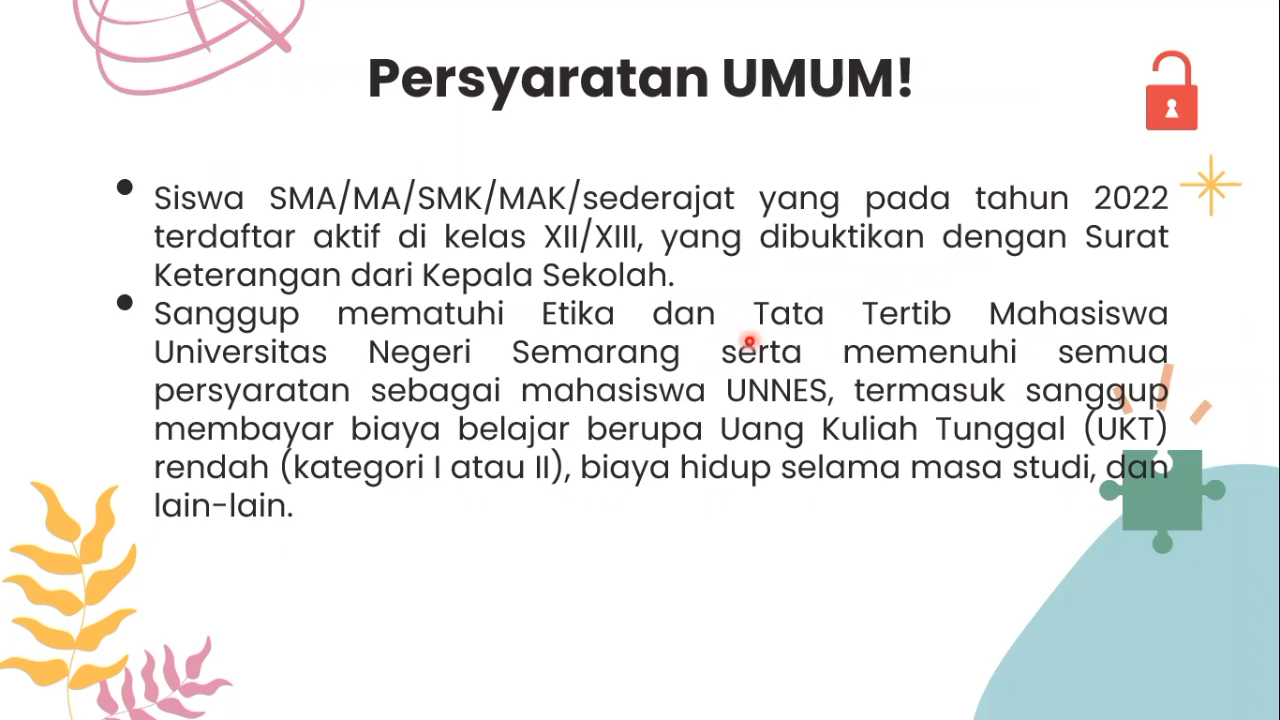 Persyaratan UMUM!
Siswa SMA/MA/SMK/MAK/sederajat yang pada tahun 2022
terdaftar aktif di kelas XII/XIII, yang dibuktikan dengan Surat
Keterangan dari Kepala Sekolah.
Sanggup mematuhi Etika dan Tata Tertib Mahasiswa
Universitas Negeri Semarang serta memenuhi semua
persyaratan sebagai mahasiswa UNNES, termasuk sanggup
membayar biaya belajar berupa Uang Kuliah Tunggal (UKT)
rendah (kategori I atau II), biaya hidup selama masa studi, dan
lain-lain.